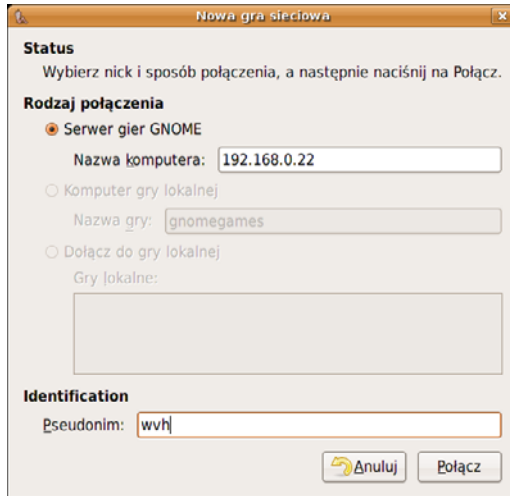 Nowa gra sieciowa
Status
Wybierz nick i sposób połączenia, a następnie naciśnij na Połącz.
Rodzaj połączenia
Serwer gier GNOME
Nazwa komputera: 192.168.0.22
Komputer gry lokalnej
Nazwa gry: gnomegames
Dołącz do gry lokalnej
Gry lokalne:
Identification
Pseudonim: wvh
Anuluj Połącz